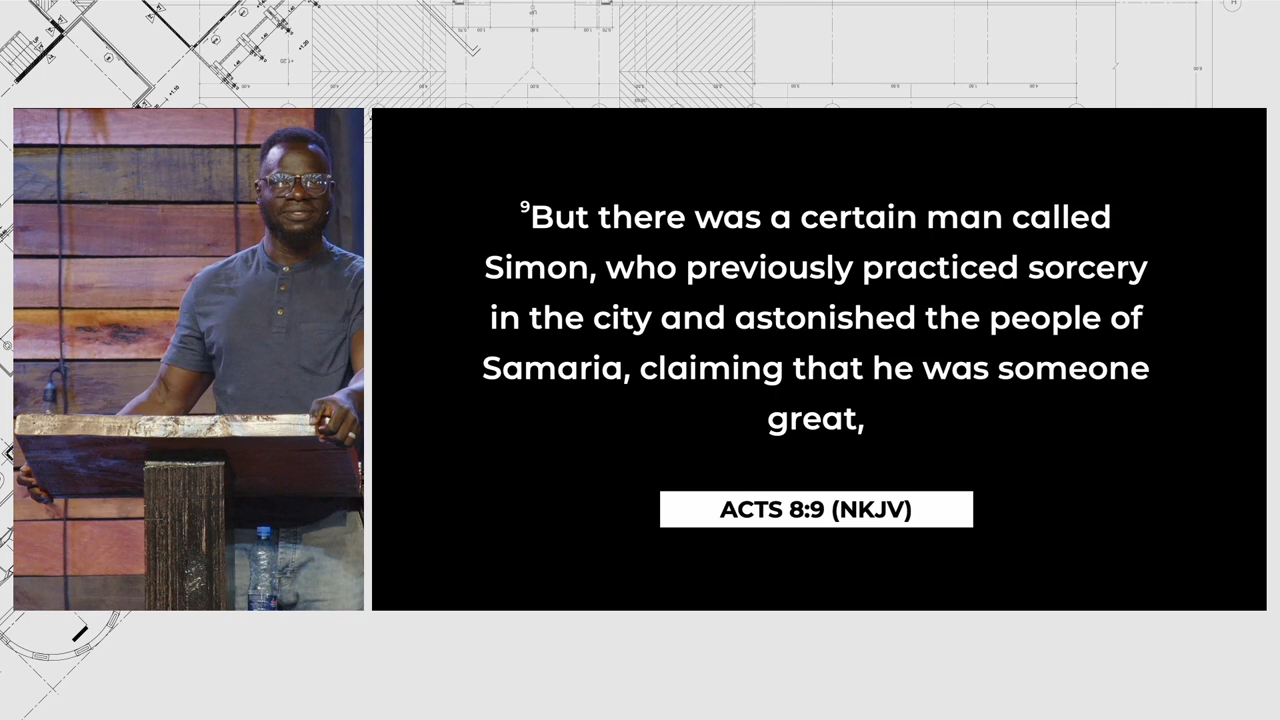 ⁹But there was a certain man called
Simon, who previously practiced sorcery
in the city and astonished the people of
Samaria, claiming that he was someone
great,
ACTS 8:9 (NKJV)